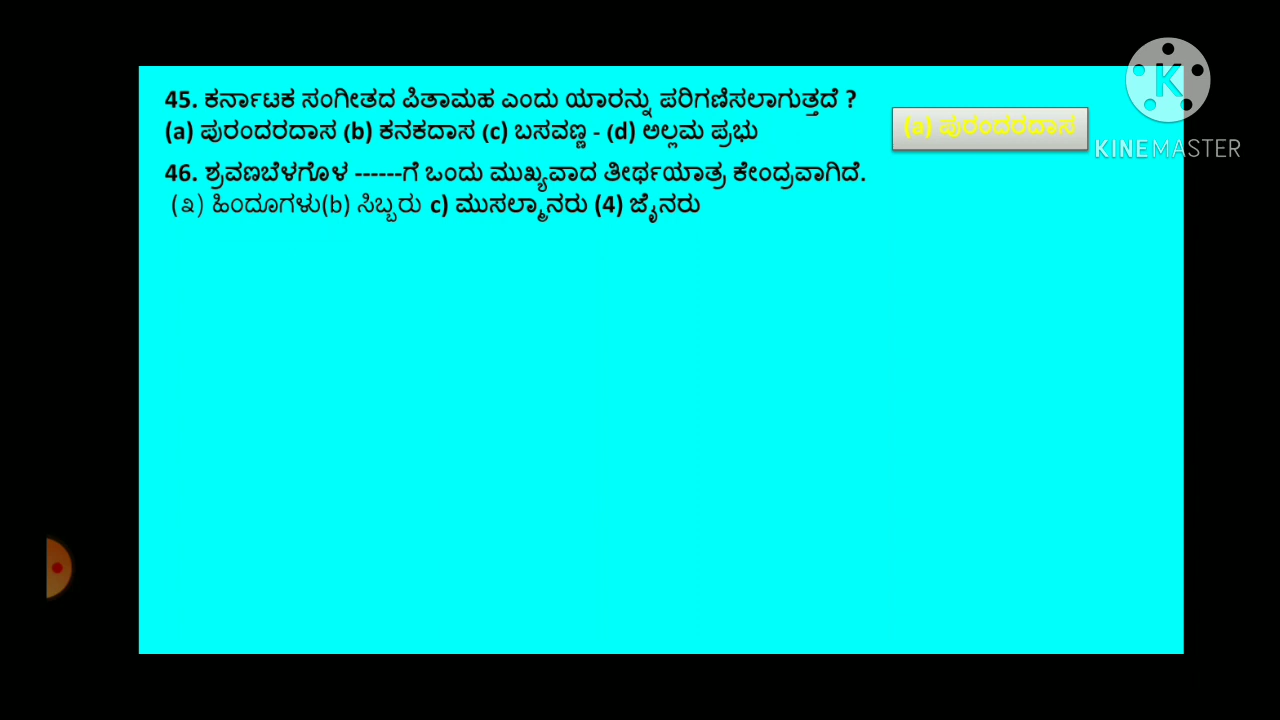 45. ಕರ್ನಾಟಕ ಸಂಗೀತದ ಪಿತಾಮಹ ಎಂದು ಯಾರನ್ನು ಪರಿಗಣಿಸಲಾಗುತ್ತದೆ ?
(a) ಪುರಂದರದಾಸ (b) ಕನಕದಾಸ (c) ಬಸವಣ್ಣ - (d) ಅಲ್ಲಮ ಪ್ರಭು
(a) ಪುರಂದರದಾಸ
K
KINEMASTER
46. ಶ್ರವಣಬೆಳಗೊಳ ------ಗೆ ಒಂದು ಮುಖ್ಯವಾದ ತೀರ್ಥಯಾತ್ರ ಕೇಂದ್ರವಾಗಿದೆ.
(೩) ಹಿಂದೂಗಳು(b) ಸಿಬ್ಬರು c) ಮುಸಲ್ಮಾನರು (4) ಜೈನರು